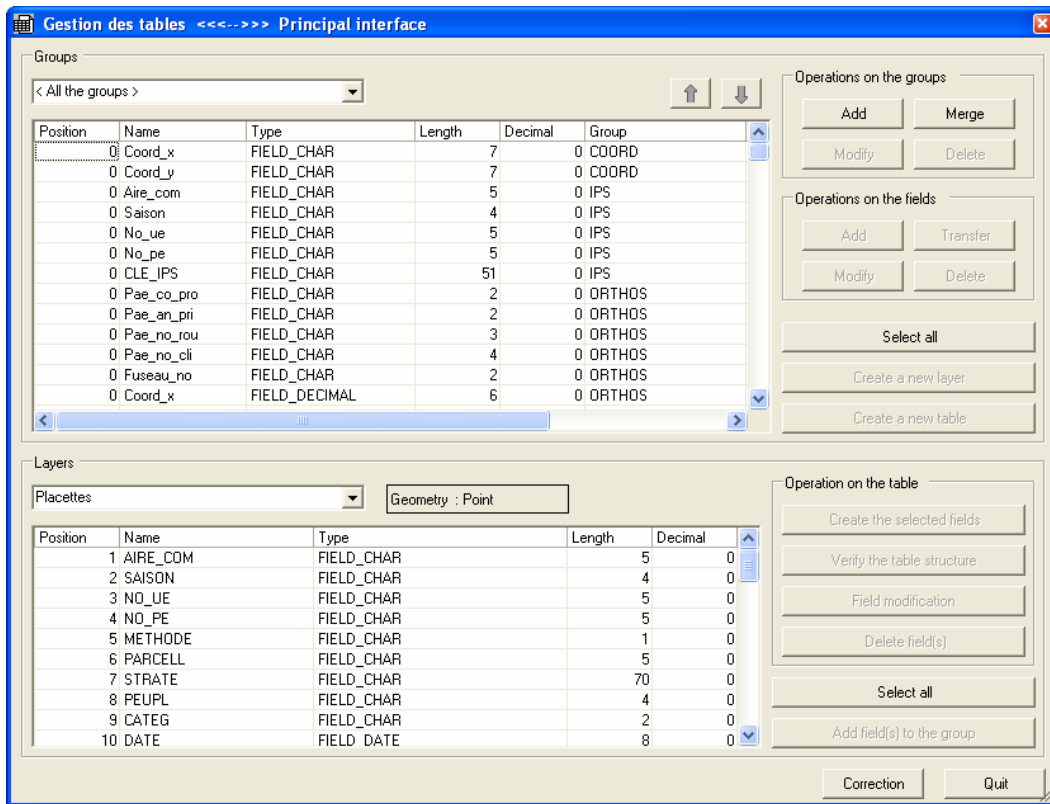 Gestion des tables <<<-->>> Principal interface
Groups
< All the groups >
Position Name Type Length Decimal Group
0 Coord_x FIELD_CHAR 7 0 COORD
0 Coord_y FIELD_CHAR 7 0 COORD
0 Aire_com FIELD_CHAR 5 0 IPS
0 Saison FIELD_CHAR 4 0 IPS
0 No_ue FIELD_CHAR 5 0 IPS
0 No_pe FIELD_CHAR 5 0 IPS
0 CLE_IPS FIELD_CHAR 51 0 IPS
0 Pae_co_pro FIELD_CHAR 2 0 ORTHOS
0 Pae_an_pri FIELD_CHAR 2 0 ORTHOS
0 Pae_no_rou FIELD_CHAR 3 0 ORTHOS
0 Pae_no_cli FIELD_CHAR 4 0 ORTHOS
0 Fuseau_no FIELD_CHAR 2 0 ORTHOS
0 Coord_x FIELD_DECIMAL 6 0 ORTHOS
Operations on the groups
Add Merge
Modify Delete
Operations on the fields
Add Transfer
Modify Delete
Select all
Create a new layer
Create a new table
Layers
Placettes
Geometry : Point
Position Name Type Length Decimal
1 AIRE_COM FIELD_CHAR 5 0
2 SAISON FIELD_CHAR 4 0
3 NO_UE FIELD_CHAR 5 0
4 NO_PE FIELD_CHAR 5 0
5 METHODE FIELD_CHAR 1 0
6 PARCELL FIELD_CHAR 5 0
7 STRATE FIELD_CHAR 70 0
8 PEUPL FIELD_CHAR 4 0
9 CATEG FIELD_CHAR 2 0
10 DATE FIELD_DATE 8 0
Operation on the table
Create the selected fields
Verify the table structure
Field modification
Delete field(s)
Select all
Add field(s) to the group
Correction Quit